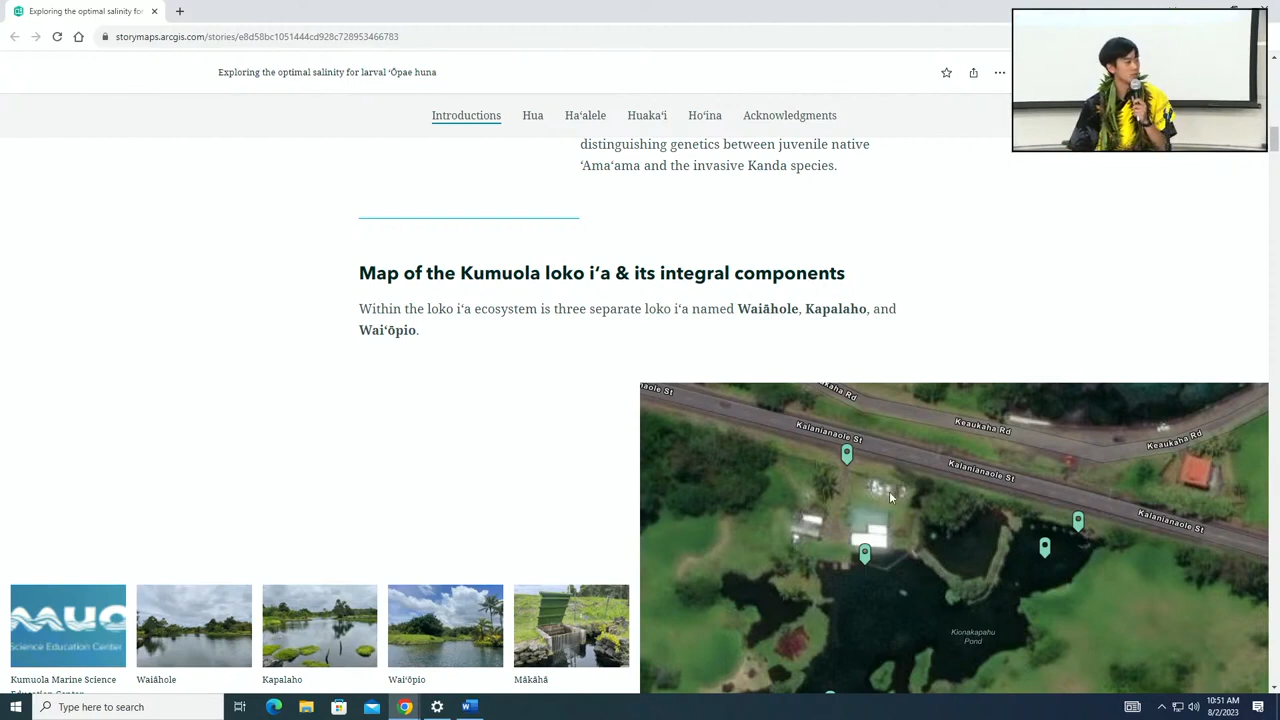 Exploring the optimal salinity for
storymaps.arcgis.com/stories/e8d58bc1051444cd928c728953466783
Exploring the optimal salinity for larval ʻŌpae huna
Introductions
Hua
Haʻalele
Huakaʻi
Hoʻina
Acknowledgments
distinguishing genetics between juvenile native
ʻAmaʻama and the invasive Kanda species.
Map of the Kumuola loko iʻa & its integral components
Within the loko iʻa ecosystem is three separate loko iʻa named Waiāhole, Kapalaho, and
Waiʻōpio.
Kalanianaole St
Keaukaha Rd
Keaukaha Rd
Kalanianaole St
Kalanianaole St
Kionakapahu
Pond
science Education Center
Kumuola Marine Science
Education Center
Waiāhole
Kapalaho
Waiʻōpio
Mākāhā
Type here to search
10:51 AM
8/2/2023